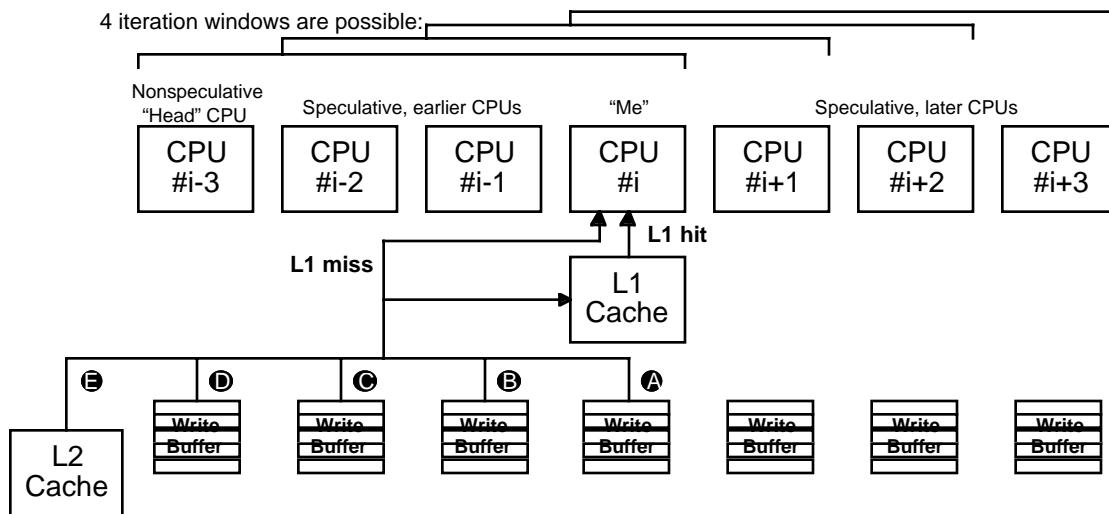 4 iteration windows are possible:
Nonspeculative
“Head” CPU
Speculative, earlier CPUs
“Me”
Speculative, later CPUs
CPU
#i-3
CPU
#i-2
CPU
#i-1
CPU
#i
CPU
#i+1
CPU
#i+2
CPU
#i+3
L1 miss
L1 hit
L1
Cache
E
D
C
B
A
Write
Buffer
Write
Buffer
Write
Buffer
Write
Buffer
Write
Buffer
Write
Buffer
Write
Buffer
L2
Cache